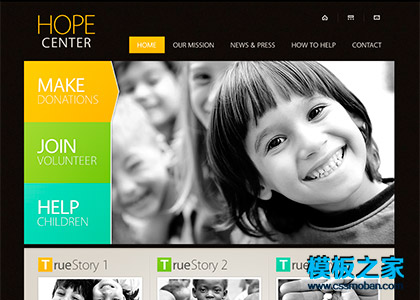 HOPE
CENTER
HOME OUR MISSION NEWS & PRESS HOW TO HELP CONTACT
MAKE
DONATIONS
JOIN
VOLUNTEER
HELP
CHILDREN
TrueStory 1 TrueStory 2 True
模板之家
www.cssmoban.com